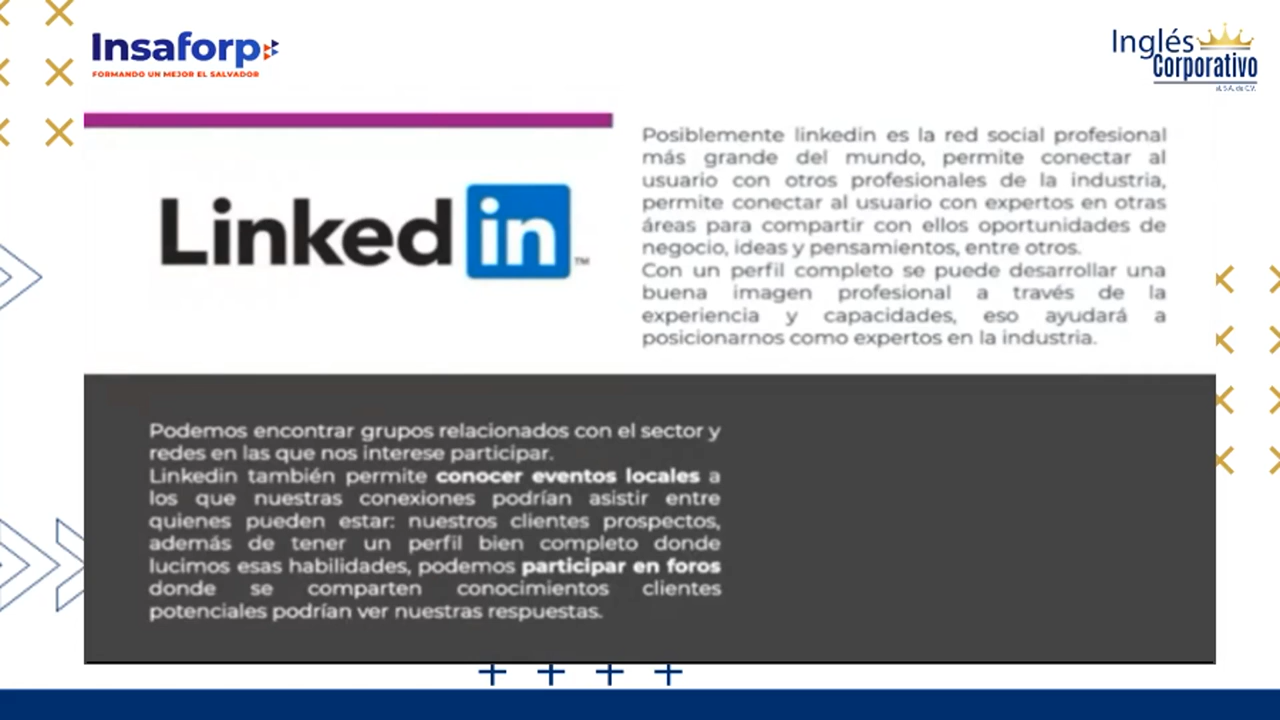 Insaforp
FORMANDO UN MEJOR EL SALVADOR
Inglés
Corporativo
Linked in TM
Posiblemente linkedin es la red social profesional
más grande del mundo, permite conectar al
usuario con otros profesionales de la industria,
permite conectar al usuario con expertos en otras
áreas para compartir con ellos oportunidades de
negocio, ideas y pensamientos, entre otros.
Con un perfil completo se puede desarrollar una
buena imagen profesional a través de la
experiencia y capacidades, eso ayudará a
posicionarnos como expertos en la industria.
Podemos encontrar grupos relacionados con el sector y
redes en las que nos interese participar.
Linkedin también permite conocer eventos locales a
los que nuestras conexiones podrían asistir entre
quienes pueden estar: nuestros clientes prospectos,
además de tener un perfil bien completo donde
lucimos esas habilidades, podemos participar en foros
donde se comparten conocimientos clientes
potenciales podrían ver nuestras respuestas.